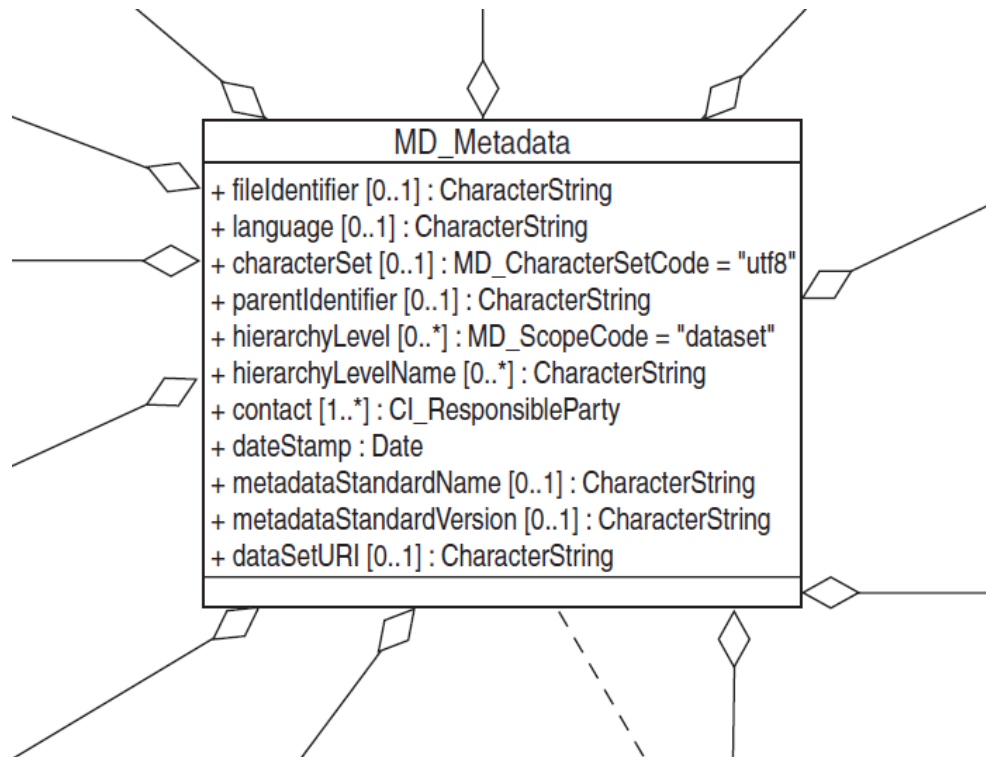 MD_Metadata
+ fileIdentifier [0..1] : CharacterString
+ language [0..1] : CharacterString
+ characterSet [0..1] : MD_CharacterSetCode = "utf8"
+ parentIdentifier [0..1] : CharacterString
+ hierarchyLevel [0..*] : MD_ScopeCode = "dataset"
+ hierarchyLevelName [0..*] : CharacterString
+ contact [1..*] : CI_ResponsibleParty
+ dateStamp : Date
+ metadataStandardName [0..1] : CharacterString
+ metadataStandardVersion [0..1] : CharacterString
+ dataSetURI [0..1] : CharacterString